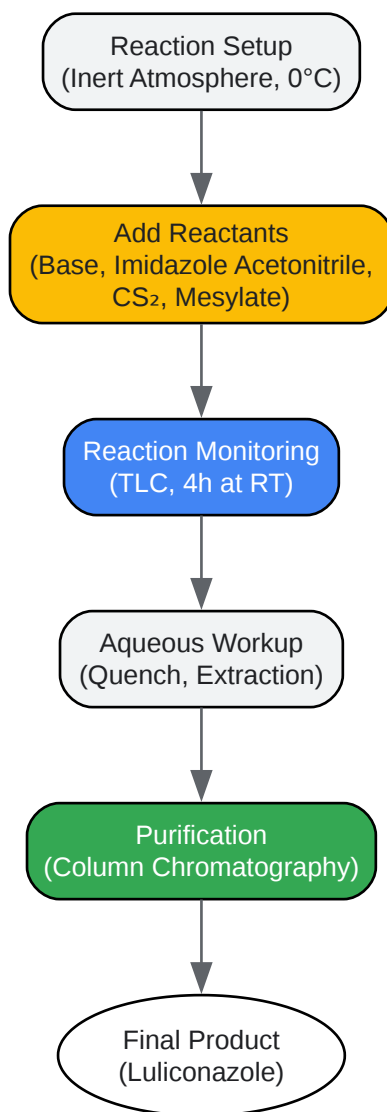 Reaction Setup
(Inert Atmosphere, 0°C)
Add Reactants
(Base, Imidazole Acetonitrile,
CS₂, Mesylate)
Reaction Monitoring
(TLC, 4h at RT)
Aqueous Workup
(Quench, Extraction)
Purification
(Column Chromatography)
Final Product
(Luliconazole)